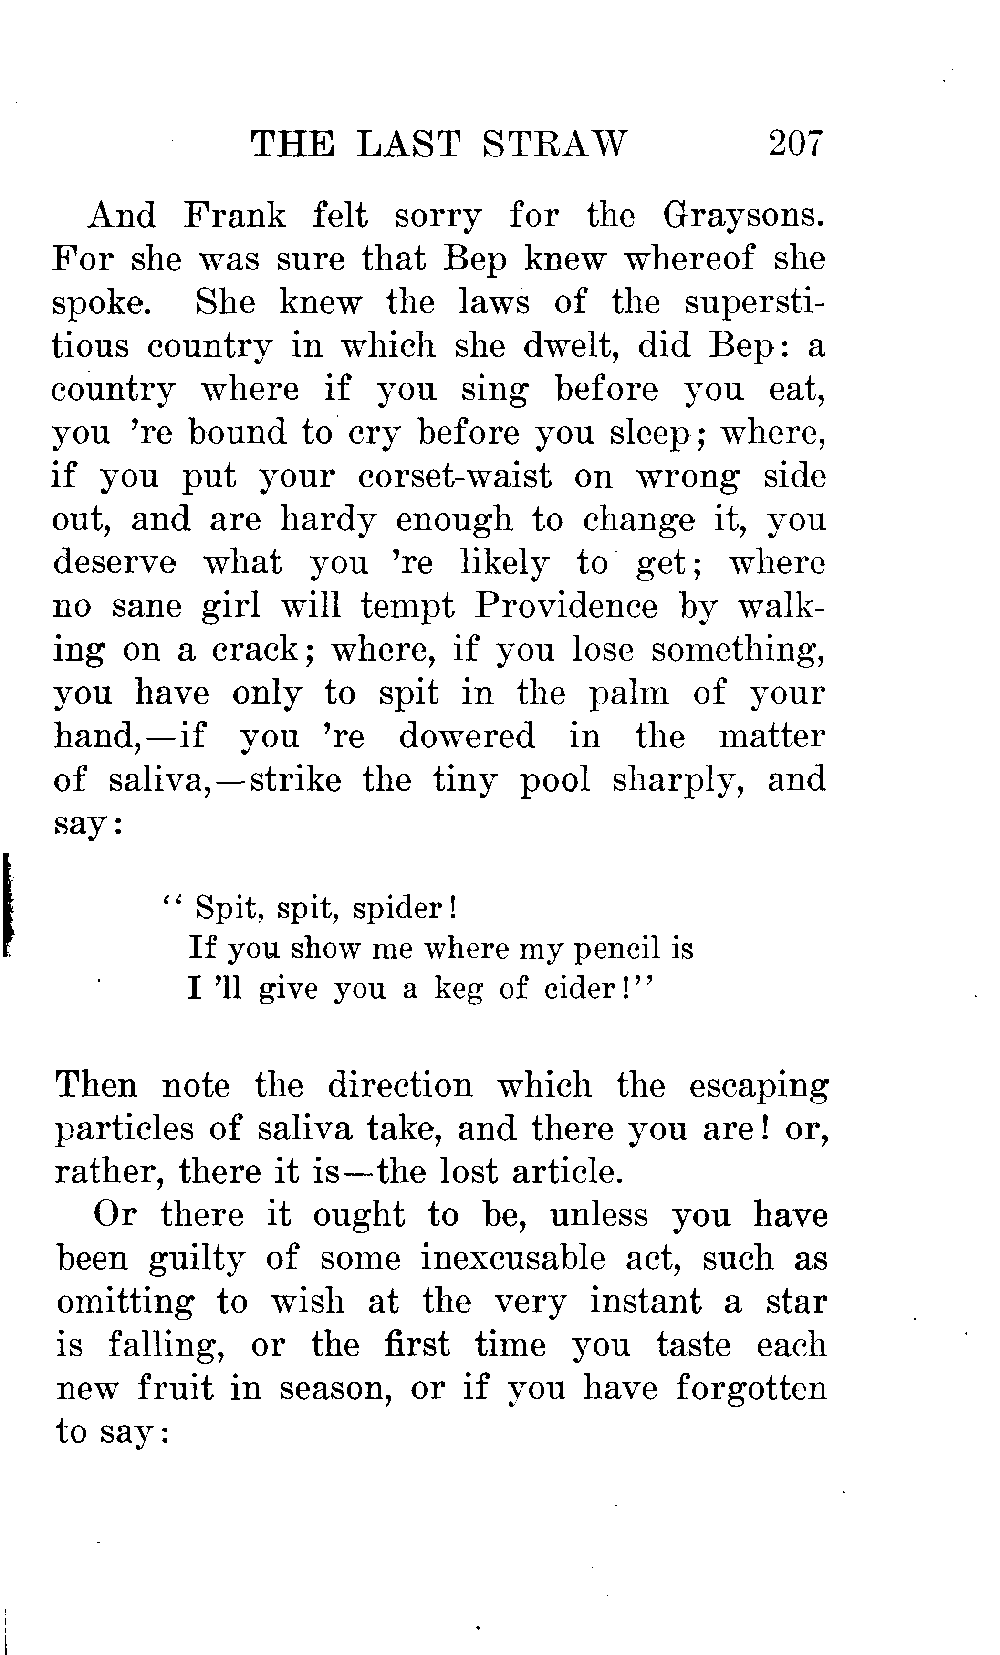 THE LAST STRAW 207
And Frank felt sorry for the Graysons.
For she was sure that Bep knew whereof she
spoke. She knew the laws of the supersti-
tious country in which she dwelt, did Bep: a
country where if you sing before you eat,
you 're bound to cry before you sleep; where,
if you put your corset-waist on wrong side
out, and are hardy enough to change it, you
deserve what you 're likely to get; where
no sane girl will tempt Providence by walk-
ing on a crack; where, if you lose something,
you have only to spit in the palm of your
hand,—if you 're dowered in the matter
of saliva,—strike the tiny pool sharply, and
say:
“ Spit, spit, spider!
If you show me where my pencil is
I 'll give you a keg of cider!”
Then note the direction which the escaping
particles of saliva take, and there you are! or,
rather, there it is—the lost article.
Or there it ought to be, unless you have
been guilty of some inexcusable act, such as
omitting to wish at the very instant a star
is falling, or the first time you taste each
new fruit in season, or if you have forgotten
to say: